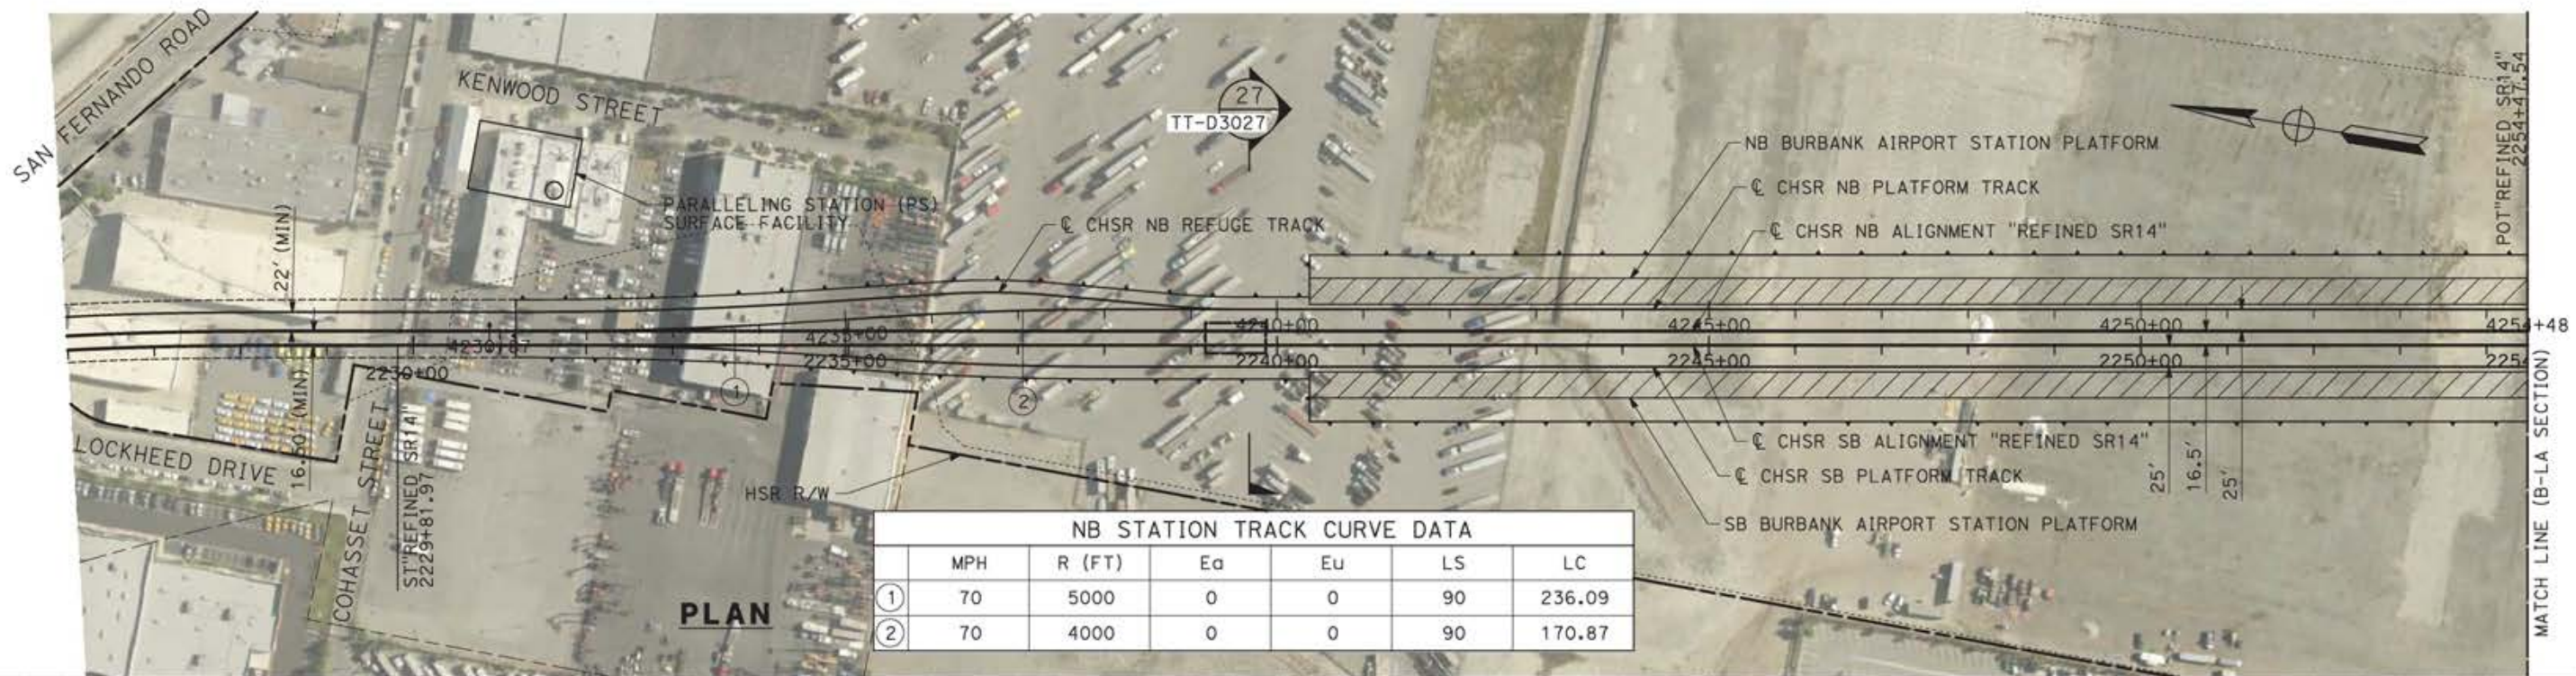 SAN FERNANDO ROAD
KENWOOD STREET
27
TT-D3027
NB BURBANK AIRPORT STATION PLATFORM
℄ CHSR NB PLATFORM TRACK
℄ CHSR NB ALIGNMENT "REFINED SR14"
POT"REFINED SR14"
2254+47.54
PARALLELING STATION (PS)
SURFACE FACILITY
℄ CHSR NB REFUGE TRACK
22' (MIN)
4230+87
4235+00
4240+00
4245+00
4250+00
4254+48
2230+00
2235+00
2240+00
2245+00
2250+00
2254
1
2
16.50' (MIN)
LOCKHEED DRIVE
COHASSET STREET
ST"REFINED SR14"
2229+81.97
HSR R/W
℄ CHSR SB ALIGNMENT "REFINED SR14"
℄ CHSR SB PLATFORM TRACK
SB BURBANK AIRPORT STATION PLATFORM
25'
16.5'
25'
MATCH LINE (B-LA SECTION)
PLAN
NB STATION TRACK CURVE DATA
MPH R (FT) Ea Eu LS LC
1 70 5000 0 0 90 236.09
2 70 4000 0 0 90 170.87